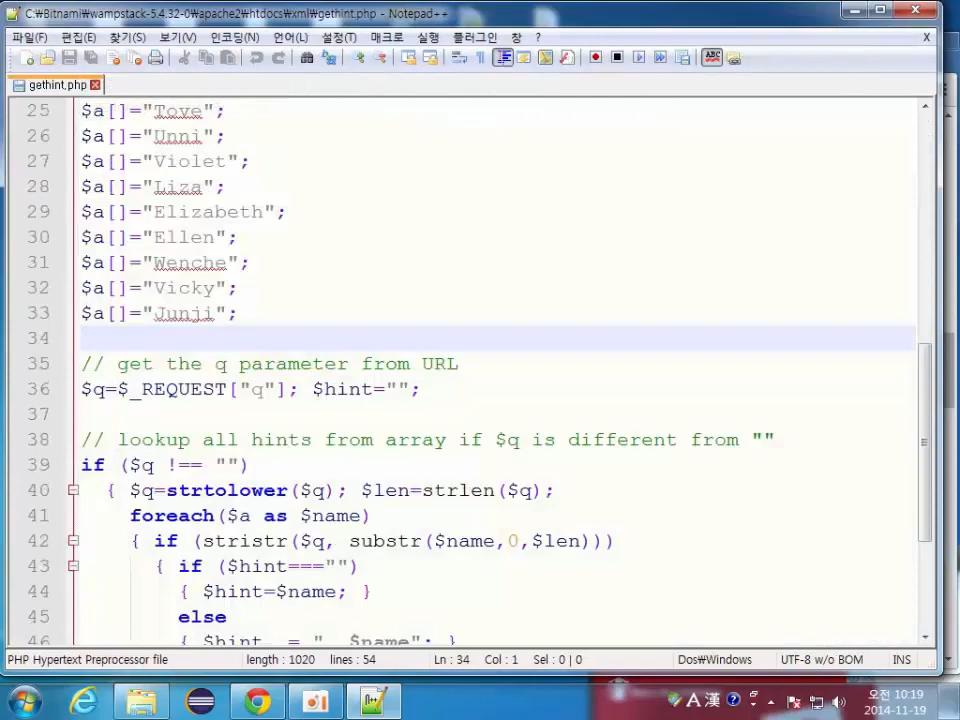 C:₩Bitnami₩wampstack-5.4.32-0₩apache2₩htdocs₩xml₩gethint.php - Notepad++
파일(F) 편집(E) 찾기(S) 보기(V) 인코딩(N) 언어(L) 설정(T) 매크로 실행 플러그인 창 ? X
gethint.php
25 $a[]="Tove";
26 $a[]="Unni";
27 $a[]="Violet";
28 $a[]="Liza";
29 $a[]="Elizabeth";
30 $a[]="Ellen";
31 $a[]="Wenche";
32 $a[]="Vicky";
33 $a[]="Junji";
34
35 // get the q parameter from URL
36 $q=$_REQUEST["q"]; $hint="";
37
38 // lookup all hints from array if $q is different from ""
39 if ($q !== "")
40 { $q=strtolower($q); $len=strlen($q);
41 foreach($a as $name)
42 { if (stristr($q, substr($name,0,$len)))
43 { if ($hint==="")
44 { $hint=$name; }
45 else
46 { $hint .= ", $name"; }
PHP Hypertext Preprocessor file length : 1020 lines : 54 Ln : 34 Col : 1 Sel : 0 | 0 Dos₩Windows UTF-8 w/o BOM INS
A 漢 ?
오전 10:19
2014-11-19